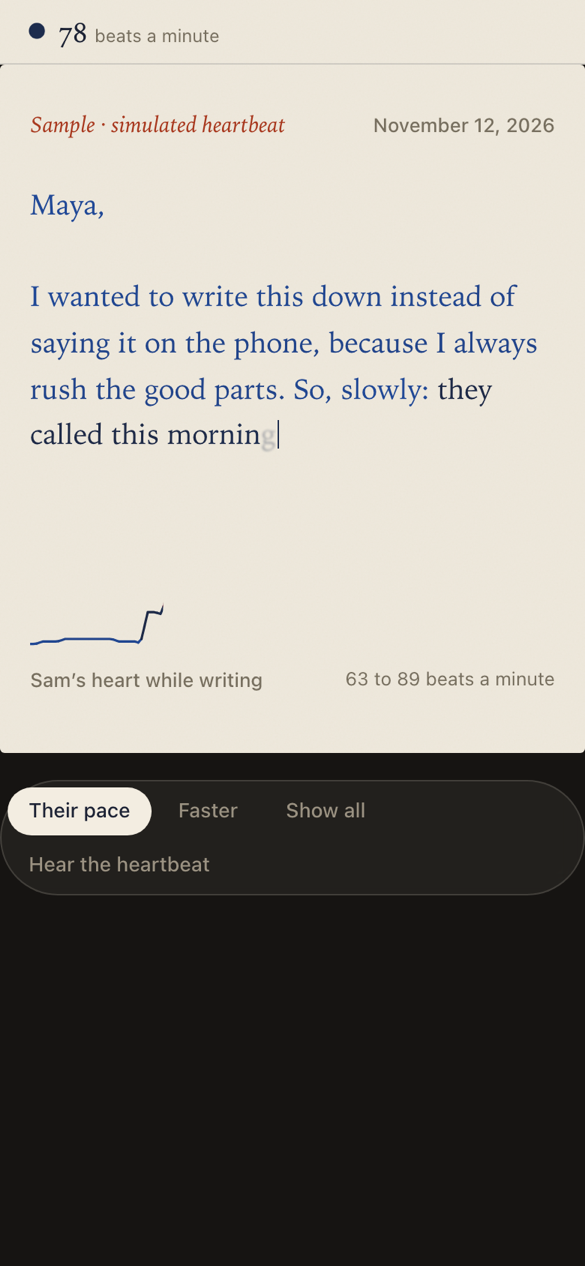 78 beats a minute
Sample · simulated heartbeat
November 12, 2026
Maya,
I wanted to write this down instead of
saying it on the phone, because I always
rush the good parts. So, slowly: they
called this morning
Sam’s heart while writing
63 to 89 beats a minute
Their pace
Faster
Show all
Hear the heartbeat